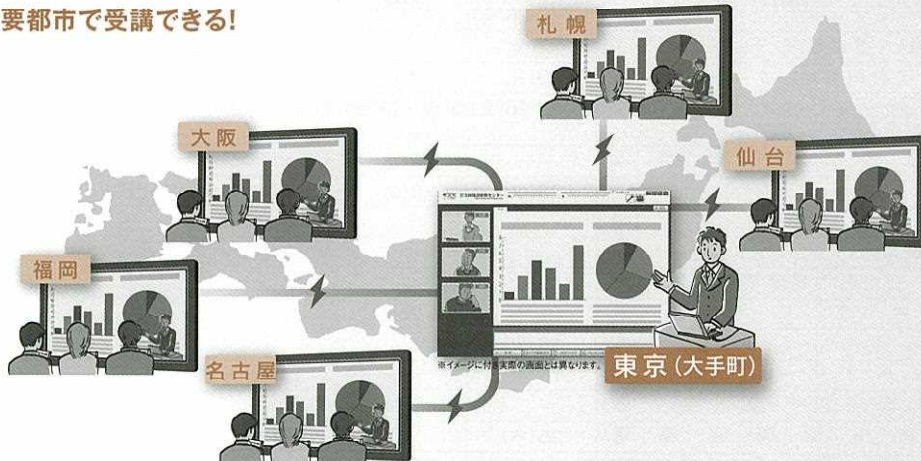 要都市で受講できる!
札幌
大阪
仙台
福岡
名古屋
※イメージに付き実際の画面とは異なります。
東京(大手町)